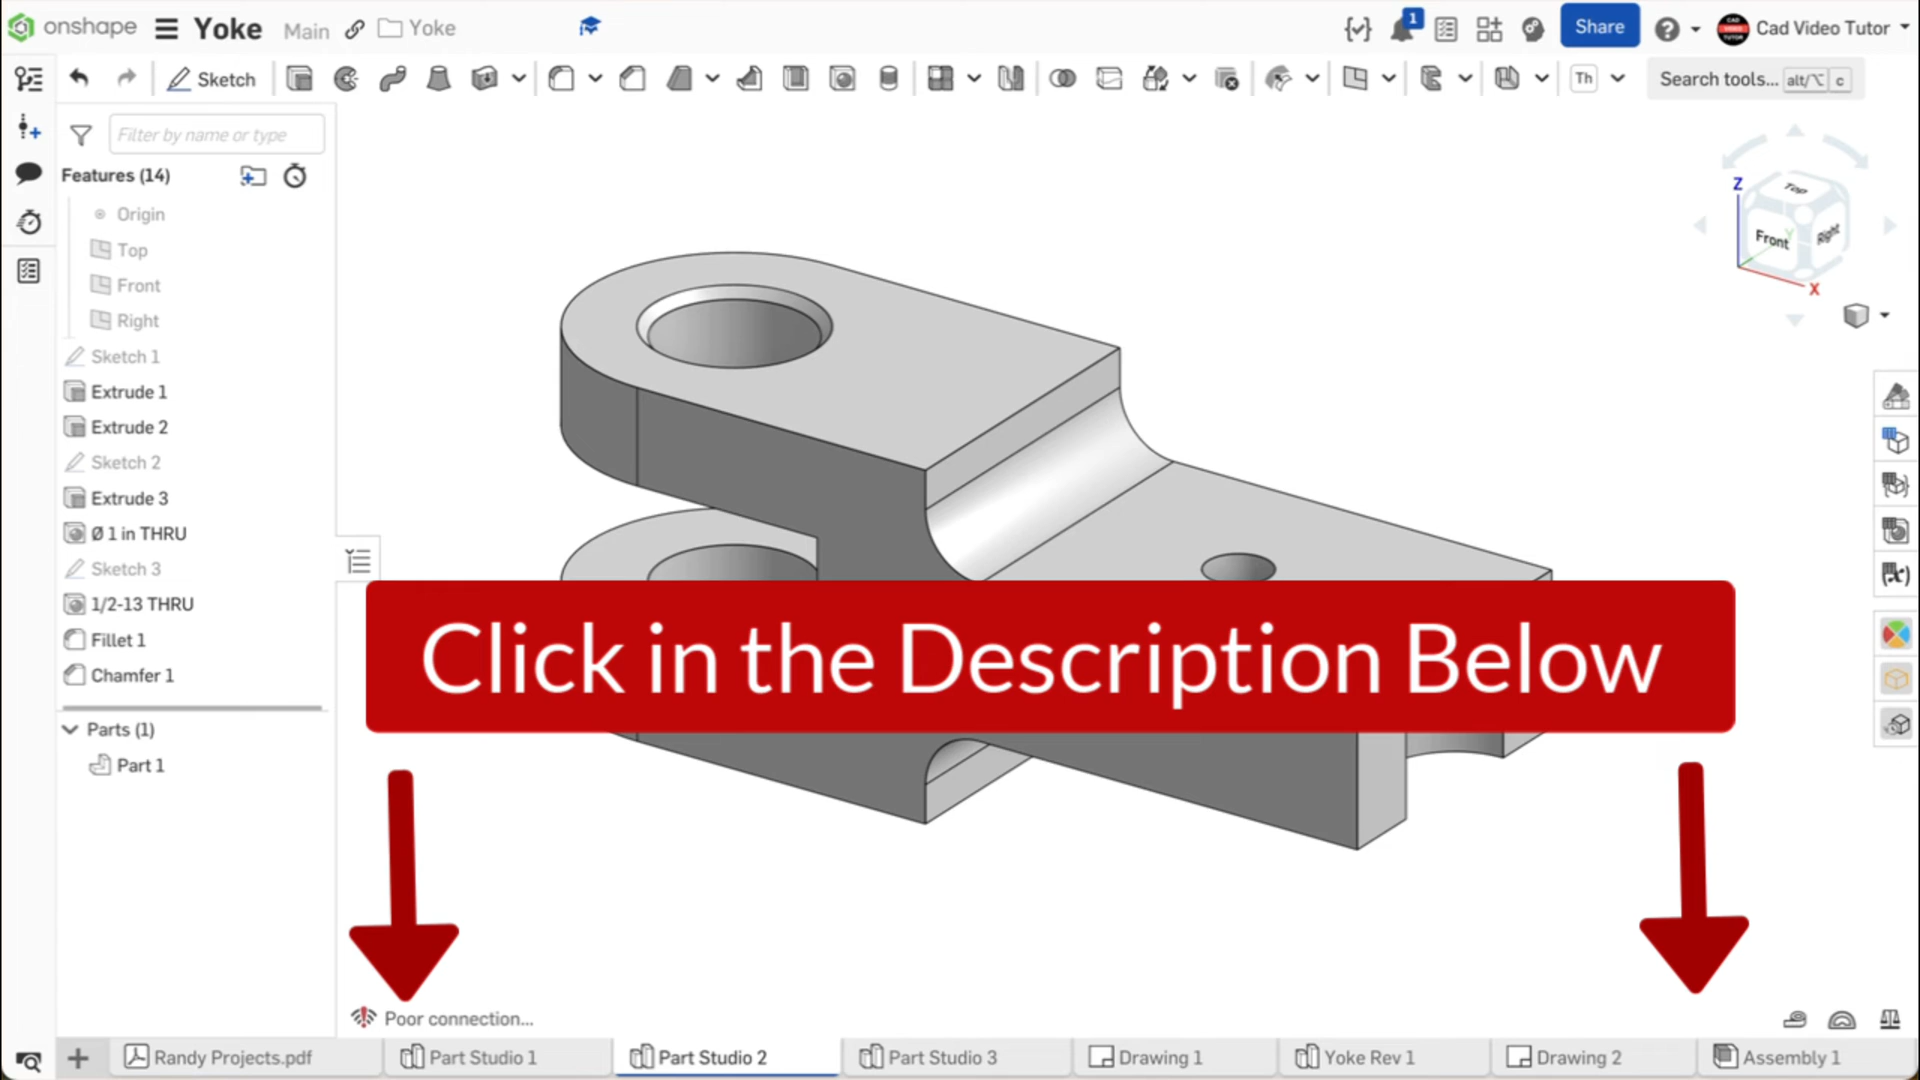 onshape
Yoke
Main
Yoke
1
Share
Cad Video Tutor
Sketch
Th
Search tools...
alt/⌥
c
Filter by name or type
Features (14)
Origin
Top
Front
Right
Sketch 1
Extrude 1
Extrude 2
Sketch 2
Extrude 3
Ø 1 in THRU
Sketch 3
1/2-13 THRU
Fillet 1
Chamfer 1
Parts (1)
Part 1
Z
Top
Front
Y
Right
X
Click in the Description Below
Poor connection...
Randy Projects.pdf
Part Studio 1
Part Studio 2
Part Studio 3
Drawing 1
Yoke Rev 1
Drawing 2
Assembly 1